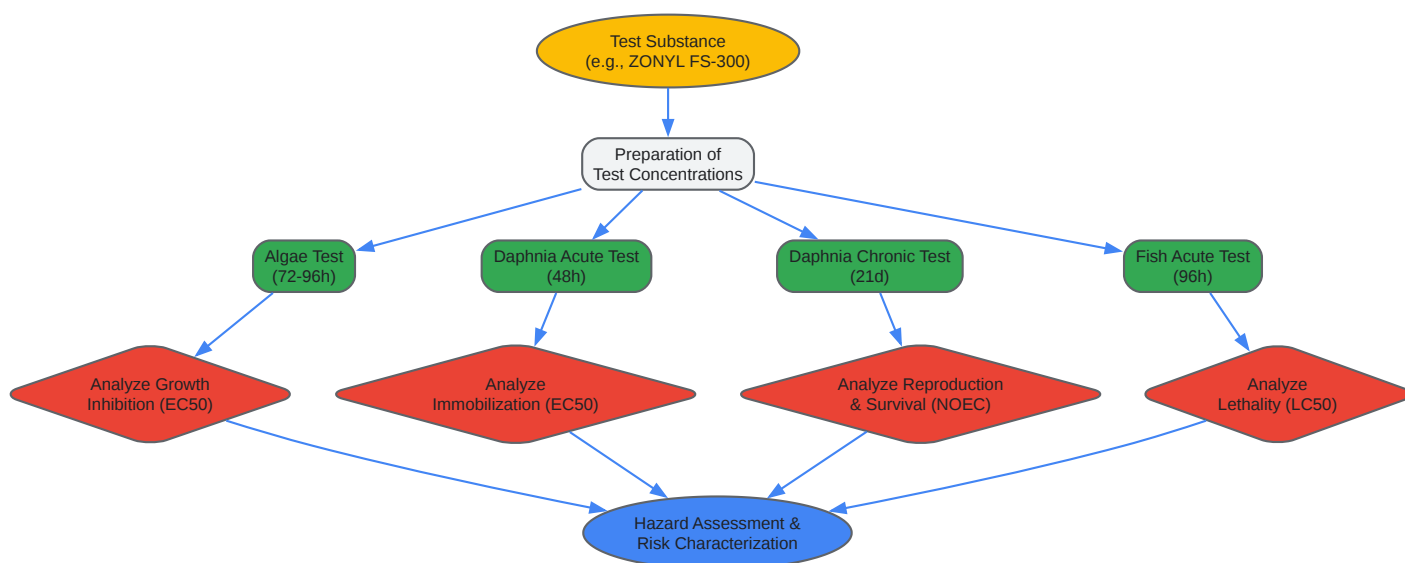 Test Substance
(e.g., ZONYL FS-300)
Preparation of
Test Concentrations
Algae Test
(72-96h)
Daphnia Acute Test
(48h)
Daphnia Chronic Test
(21d)
Fish Acute Test
(96h)
Analyze Growth
Inhibition (EC50)
Analyze
Immobilization (EC50)
Analyze Reproduction
& Survival (NOEC)
Analyze
Lethality (LC50)
Hazard Assessment &
Risk Characterization